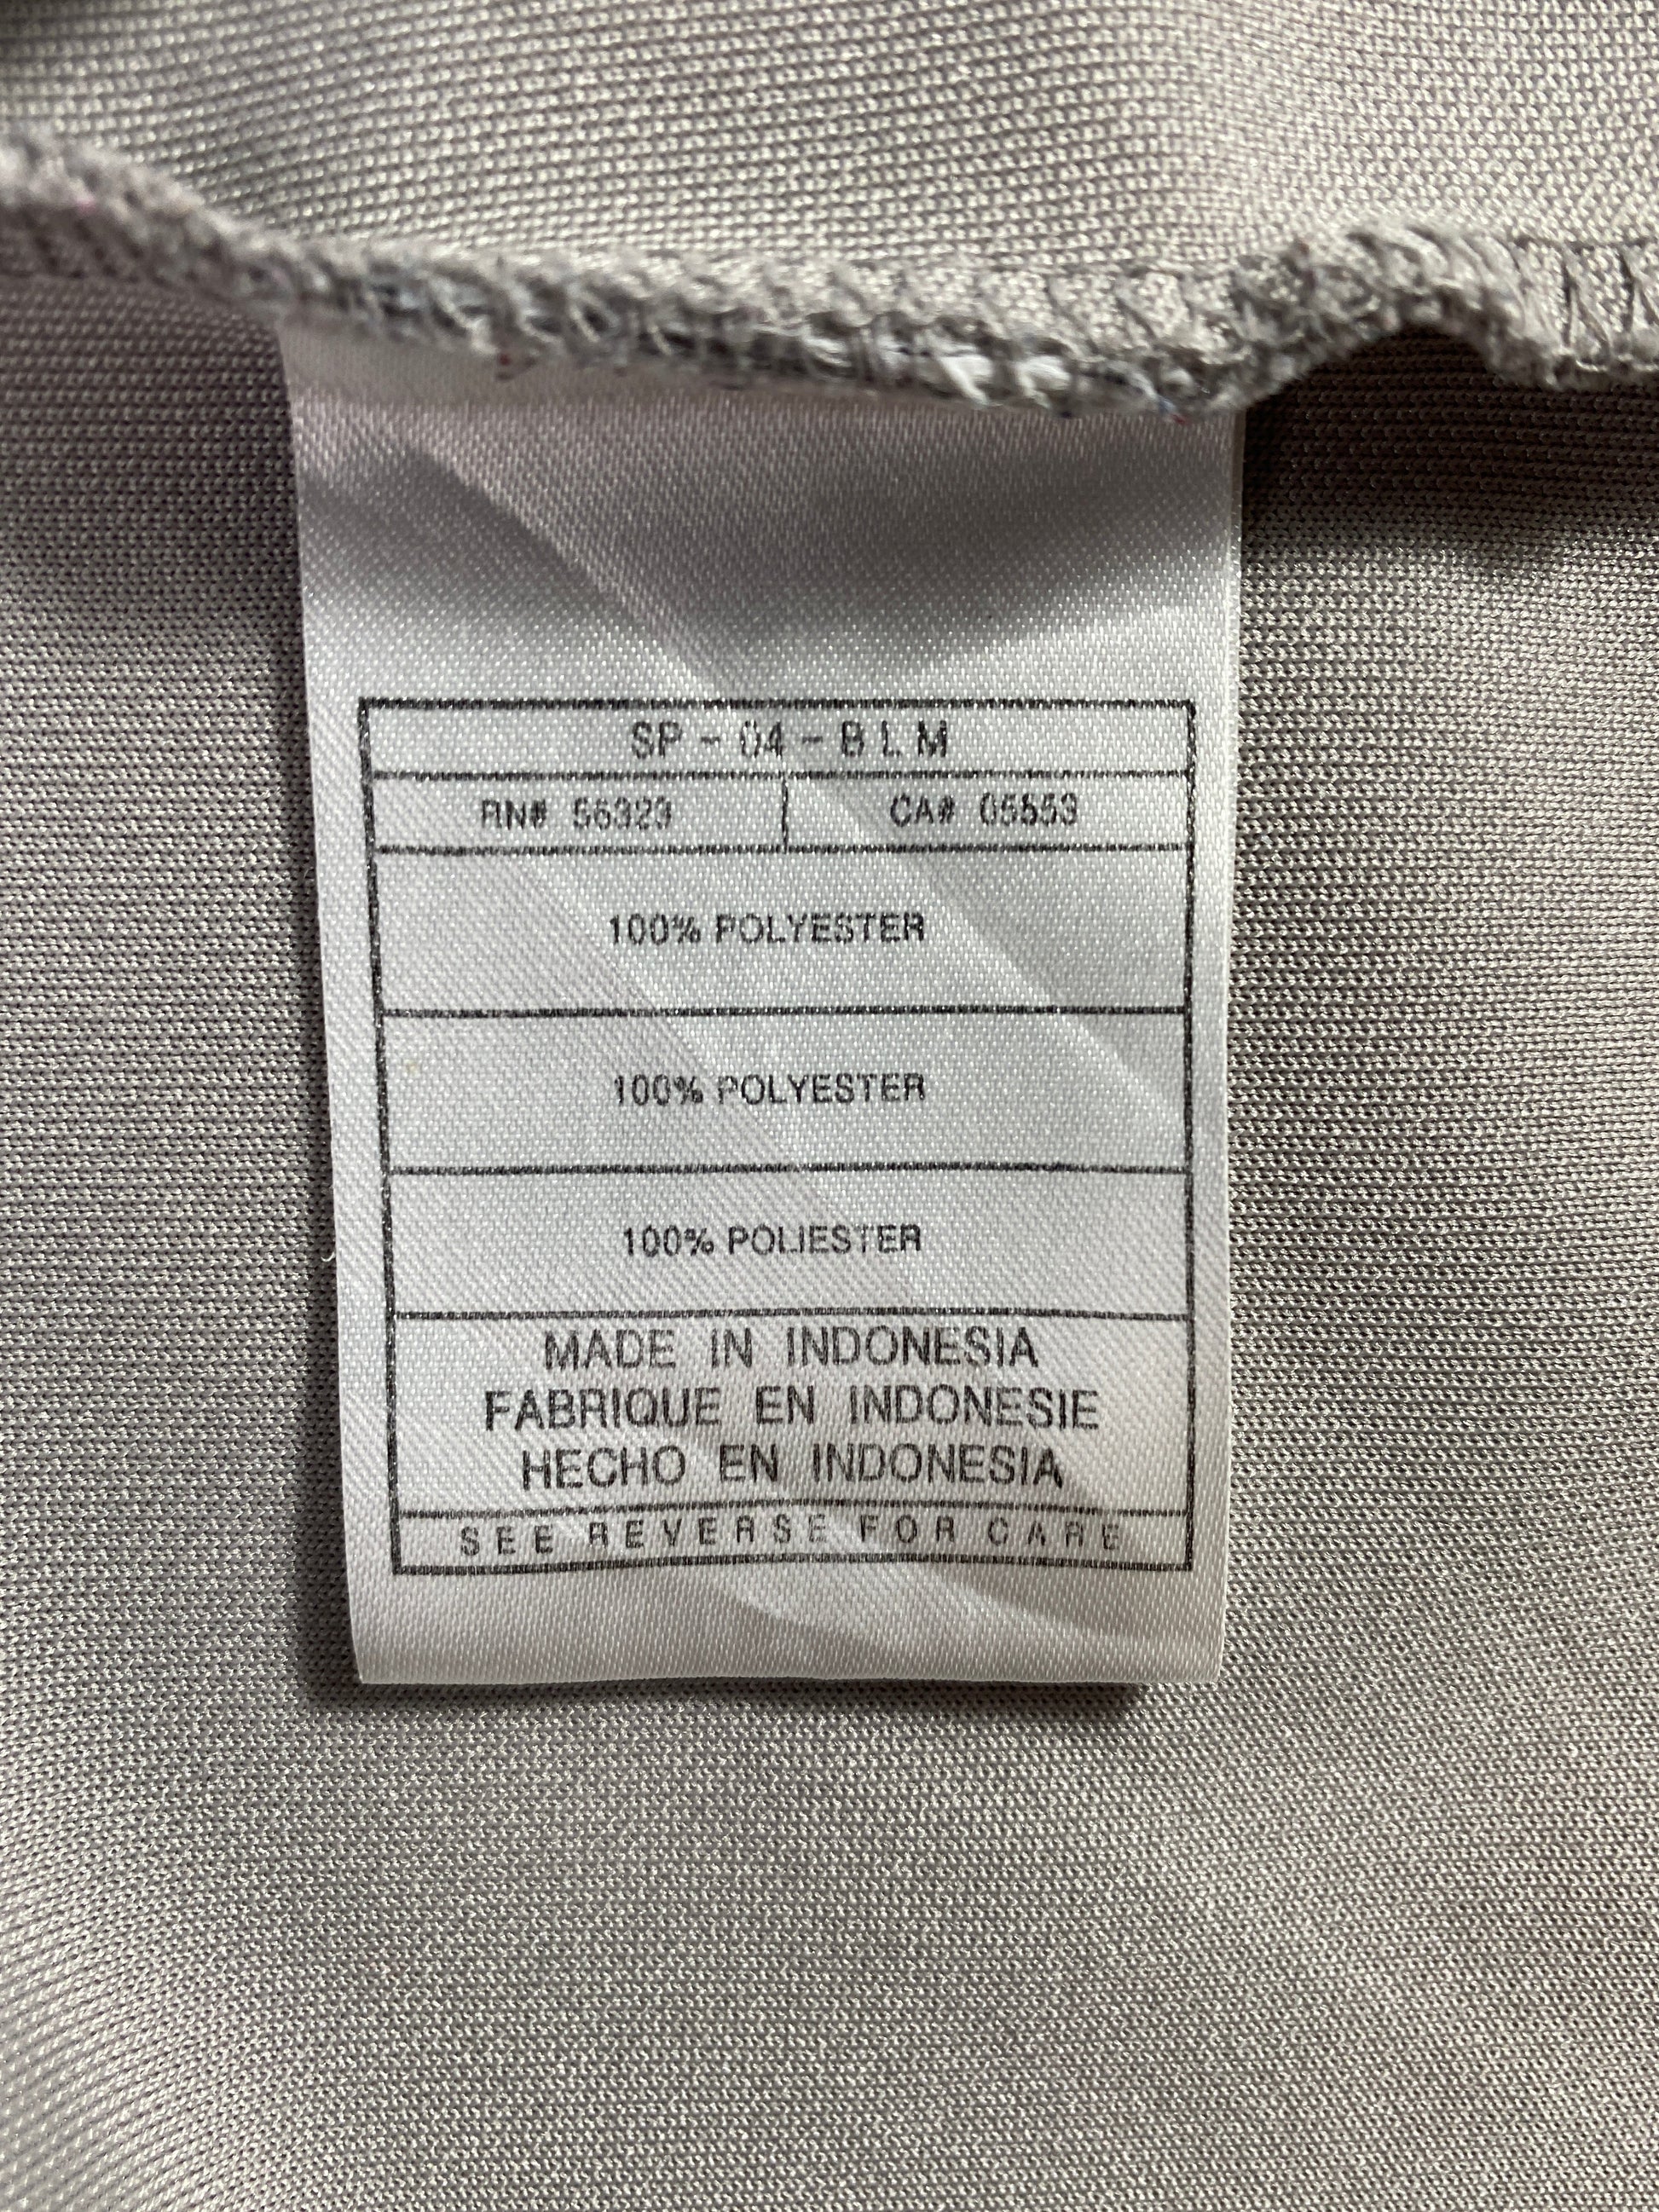 SP - 04 - BLM
RN# 56323 CA# 05553
100% POLYESTER
100% POLYESTER
100% POLIESTER
MADE IN INDONESIA
FABRIQUE EN INDONESIE
HECHO EN INDONESIA
SEE REVERSE FOR CARE